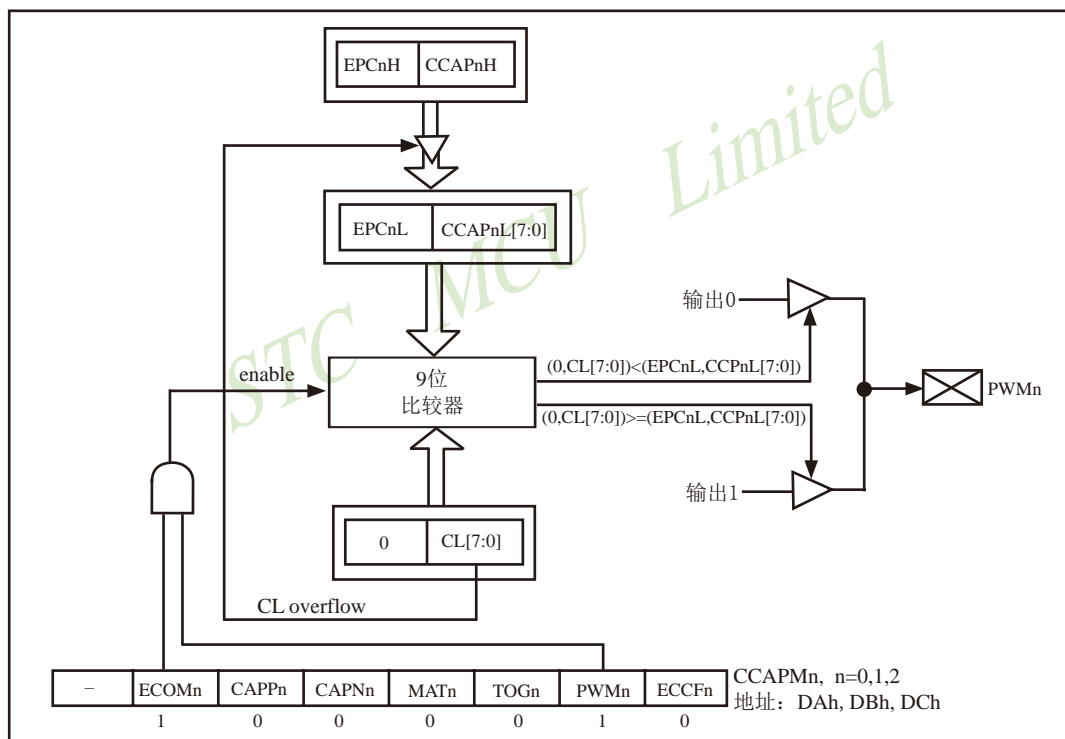 EPCnH CCAPnH
STC MCU Limited
EPCnL CCAPnL[7:0]
输出0
enable
9位
比较器
(0,CL[7:0])<(EPCnL,CCPnL[7:0])
(0,CL[7:0])>=(EPCnL,CCPnL[7:0])
PWMn
输出1
0 CL[7:0]
CL overflow
– ECOMn CAPPn CAPNn MATn TOGn PWMn ECCFn
CCAPMn, n=0,1,2
地址：DAh, DBh, DCh
1 0 0 0 0 1 0